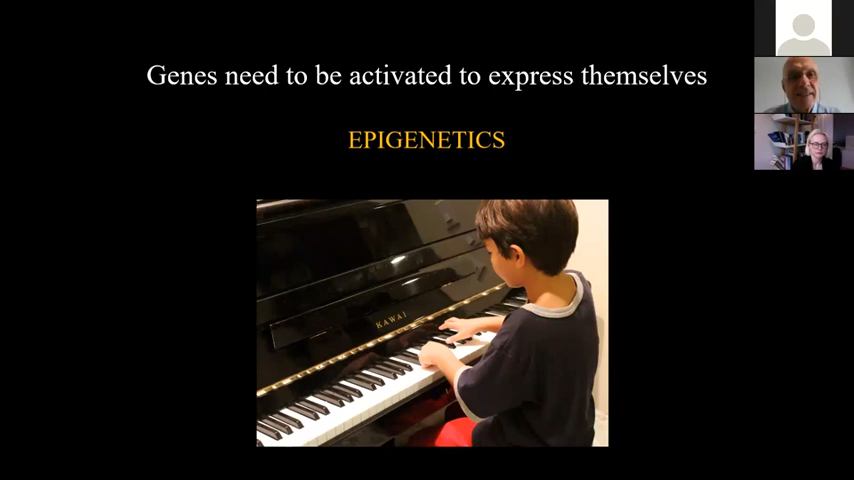 Genes need to be activated to express themselves
EPIGENETICS
KAWAI